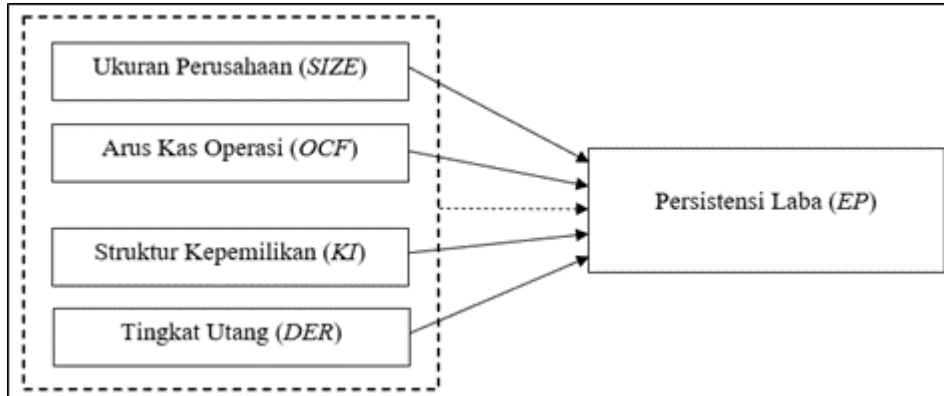 Ukuran Perusahaan (SIZE)
Arus Kas Operasi (OCF)
Persistensi Laba (EP)
Struktur Kepemilikan (KI)
Tingkat Utang (DER)